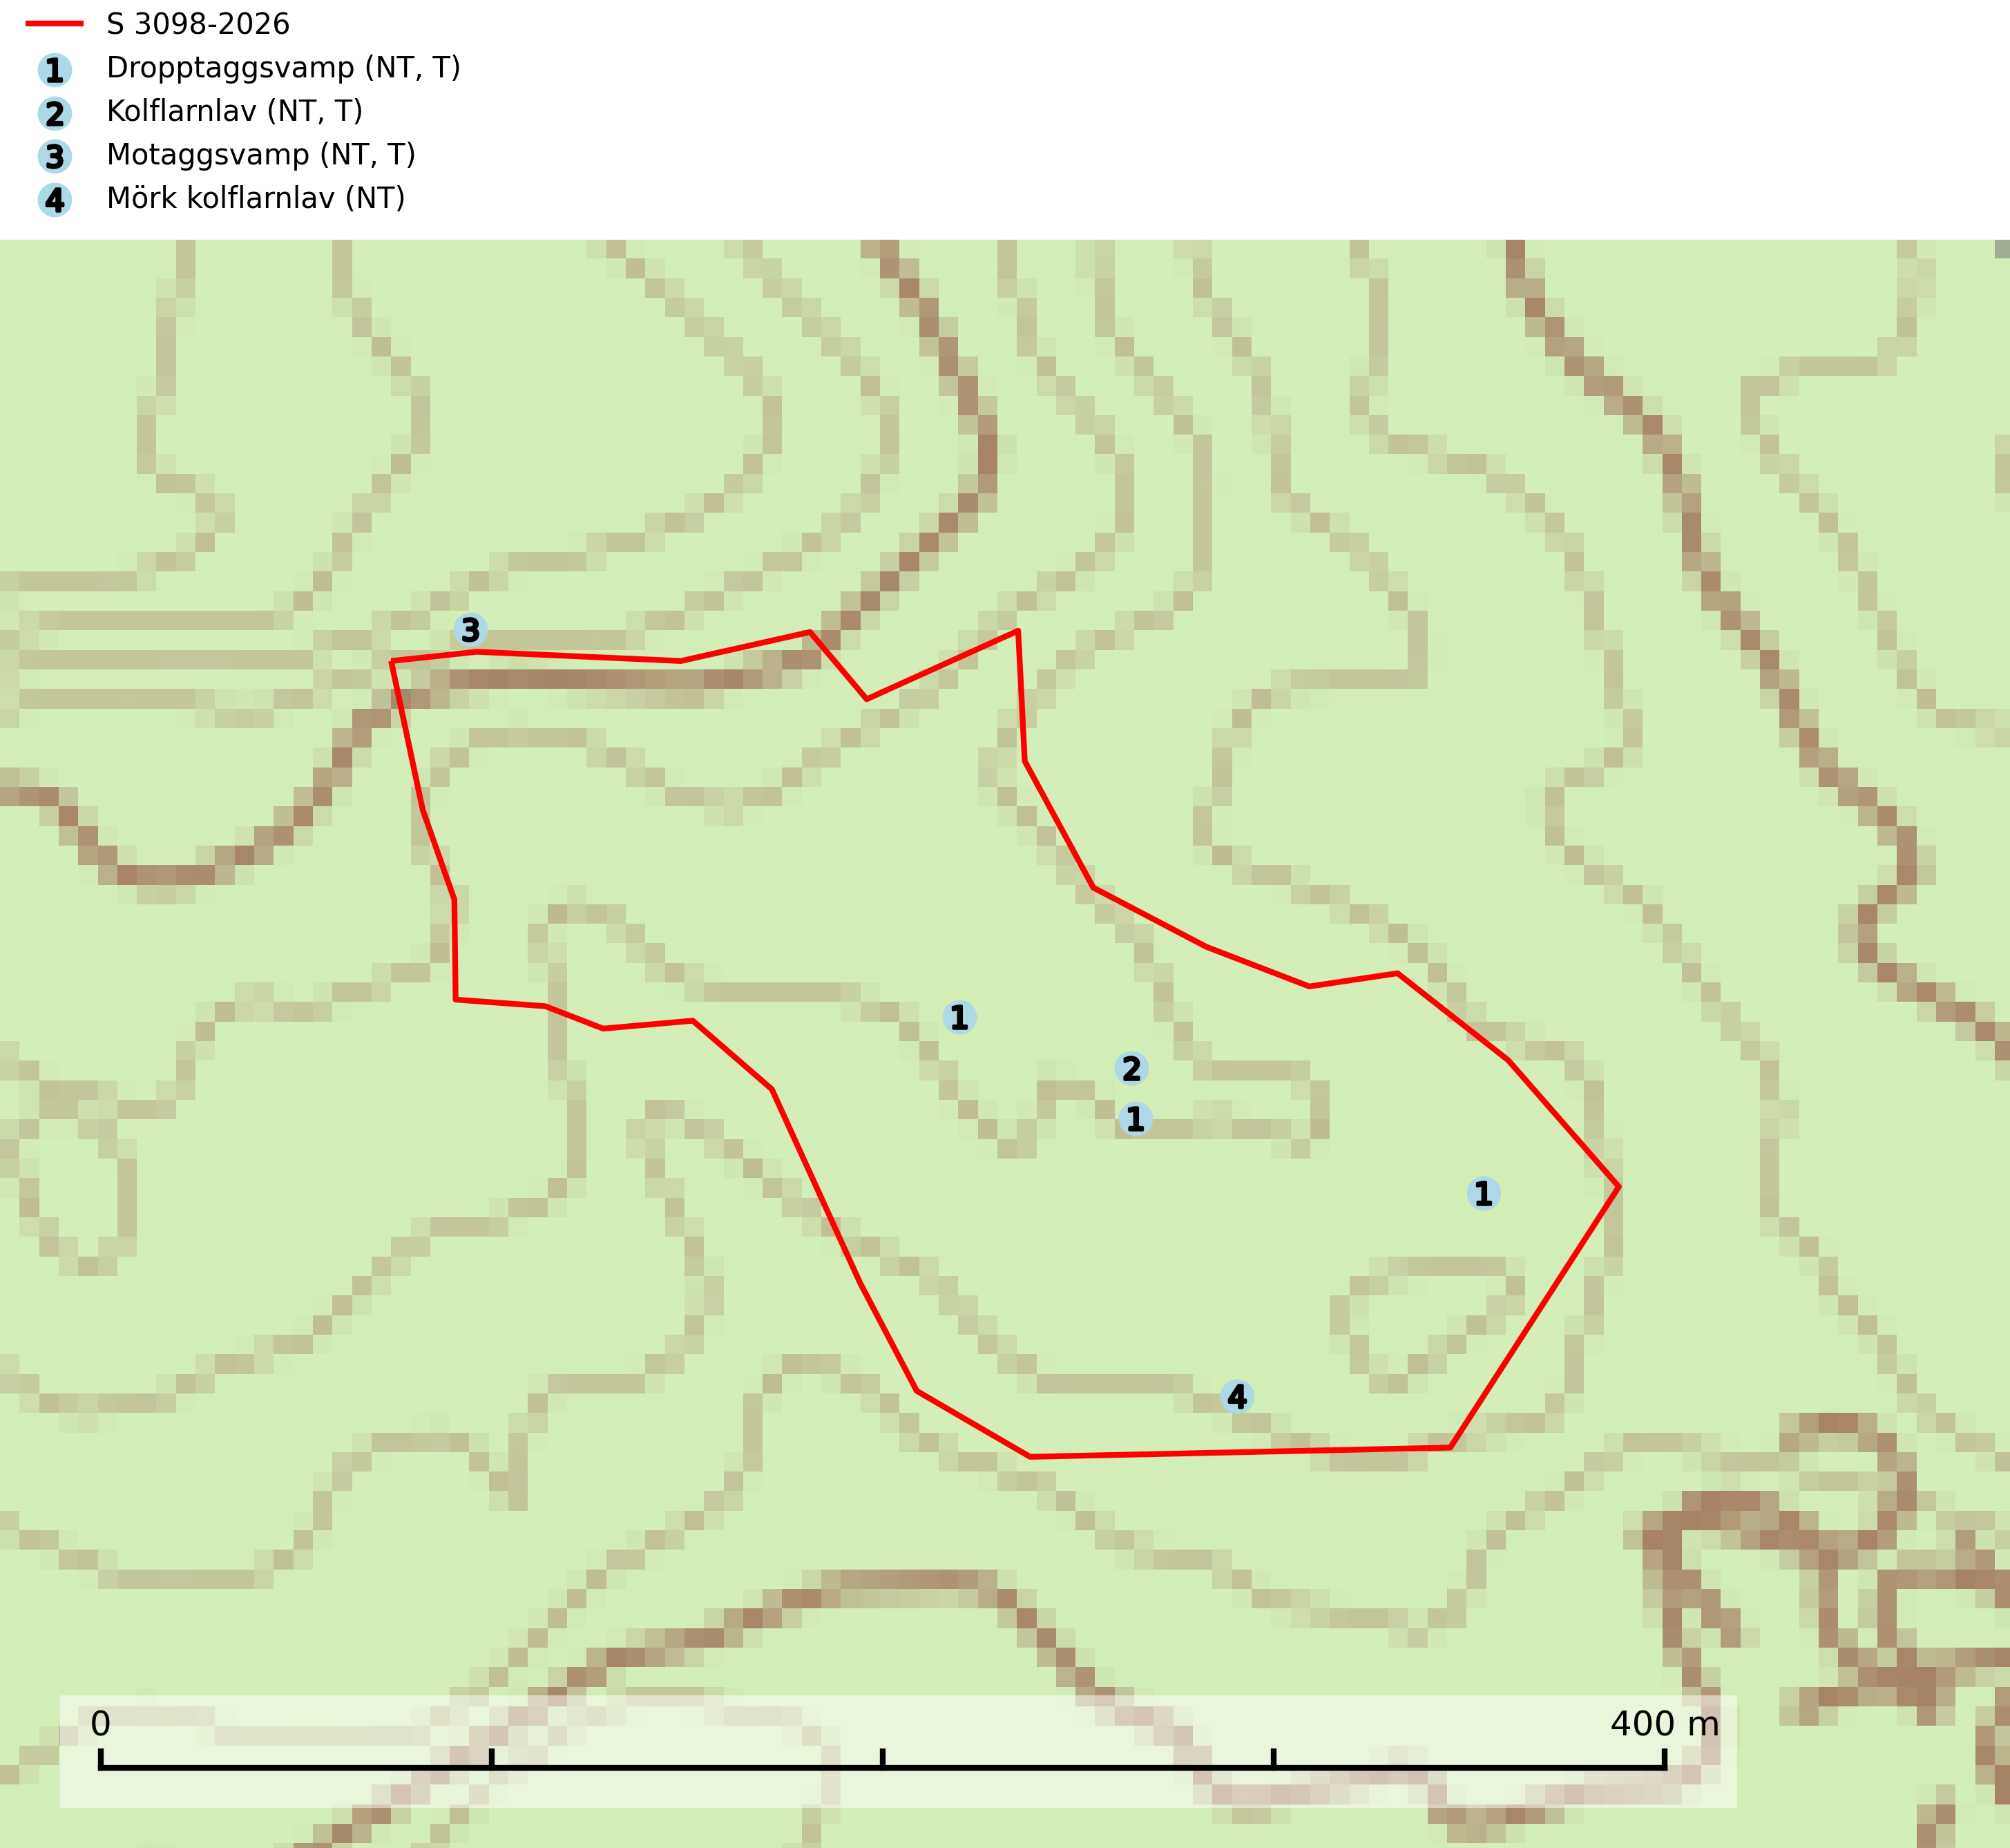 S 3098-2026
1 Dropptaggsvamp (NT, T)
2 Kolflarnlav (NT, T)
3 Motaggsvamp (NT, T)
4 Mörk kolflarnlav (NT)
3
1
2
1
1
4
0 400 m